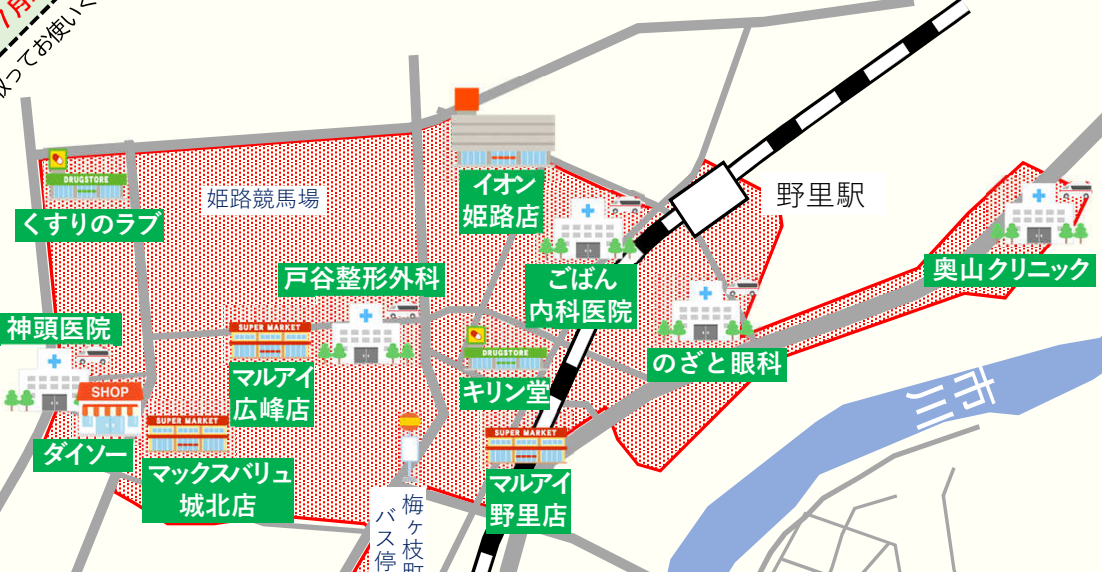 7月
ってお使いく
DRUGSTORE
くすりのラブ
姫路競馬場
イオン
姫路店
野里駅
戸谷整形外科
ごばん
内科医院
奥山クリニック
神頭医院
SUPER MARKET
マルアイ
広峰店
DRUGSTORE
キリン堂
のざと眼科
SHOP
ダイソー
SUPER MARKET
マックスバリュ
城北店
SUPER MARKET
マルアイ
野里店
梅ヶ枝町
バス停
市川